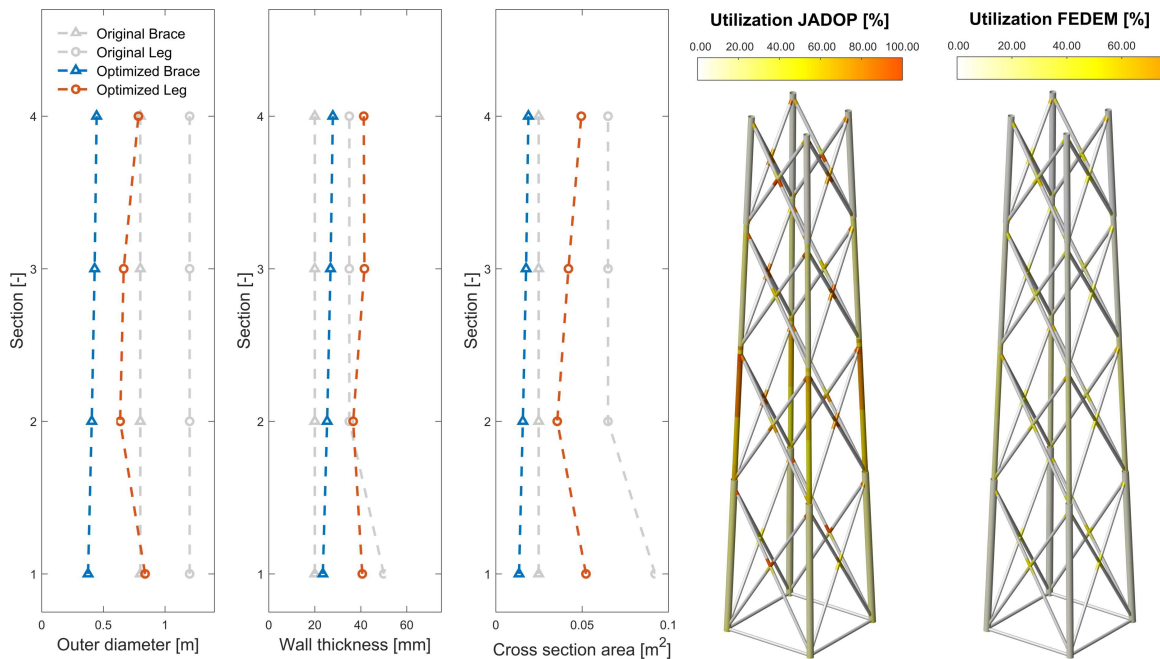 Original Brace
Original Leg
Optimized Brace
Optimized Leg
4
3
2
1
Section [-]
0
1
Outer diameter [m]
4
3
2
1
Section [-]
0
20
40
60
Wall thickness [mm]
4
3
2
1
Section [-]
0
0.05
0.1
Cross section area [m²]
Utilization JADOP [%]
0.00 20.00 40.00 60.00 80.00 100.00
Utilization FEDEM [%]
0.00 20.00 40.00 60.00